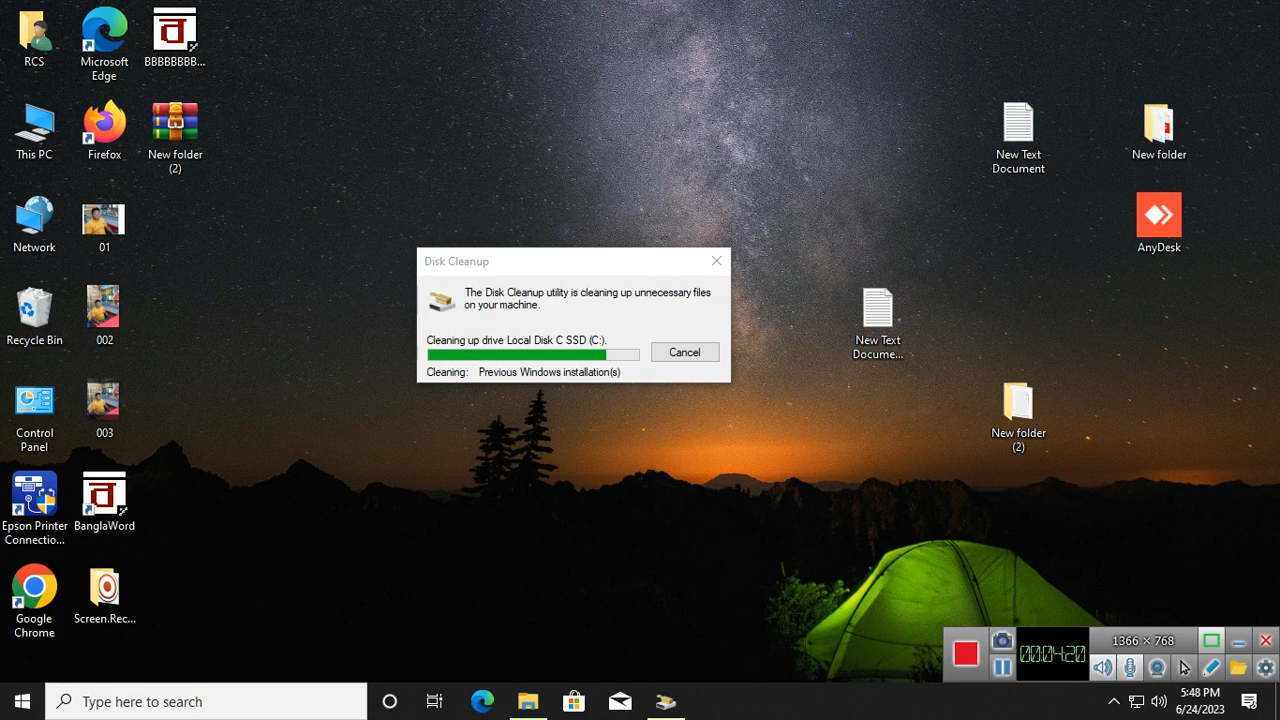 RCS
Microsoft
Edge
BBBBBBBB...
This PC
Firefox
New folder
(2)
Network
01
Recycle Bin
002
Control
Panel
003
Epson Printer
Connectio...
BanglaWord
Google
Chrome
Screen.Rec...
New Text
Document
New folder
AnyDesk
New Text
Docume...
New folder
(2)
Disk Cleanup
The Disk Cleanup utility is cleaning up unnecessary files
on your machine.
Cleaning up drive Local Disk C SSD (C:).
Cancel
Cleaning: Previous Windows installation(s)
1366 × 768
00:04:20
Type here to search
5:48 PM
6/24/2023